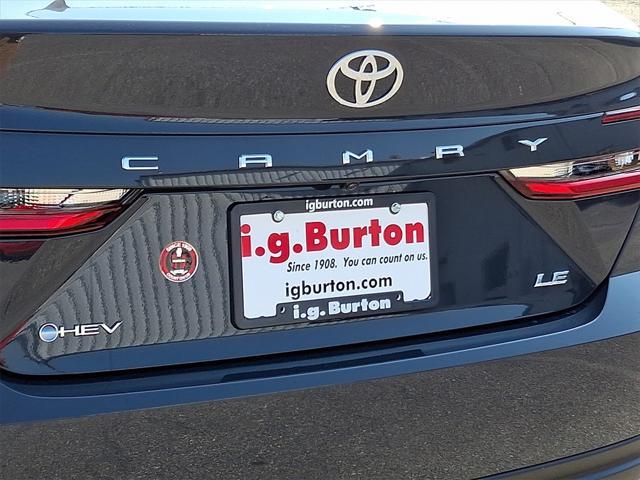 CAMRY
igburton.com
i.g.Burton
Since 1908. You can count on us.
igburton.com
i.g. Burton
HEV
LE